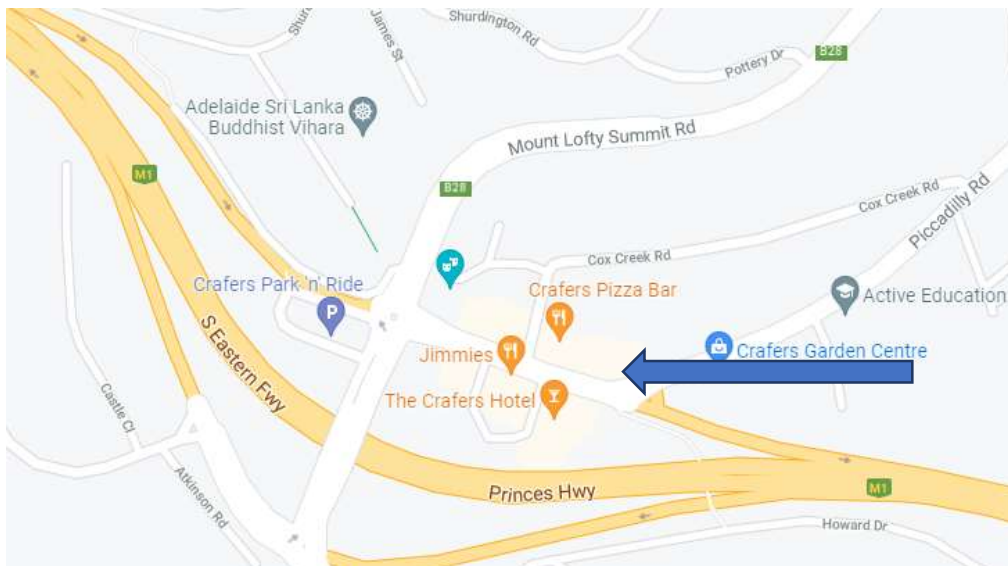 Shurdington Rd
Shurd
James St
Pottery Dr
B28
Adelaide Sri Lanka
Buddhist Vihara
Mount Lofty Summit Rd
M1
B28
Cox Creek Rd
Piccadilly Rd
Cox Creek Rd
Crafers Park 'n' Ride
P
Crafers Pizza Bar
Active Education
S Eastern Fwy
Jimmies
Crafers Garden Centre
The Crafers Hotel
Castle Cl
Atkinson Rd
Princes Hwy
M1
Howard Dr